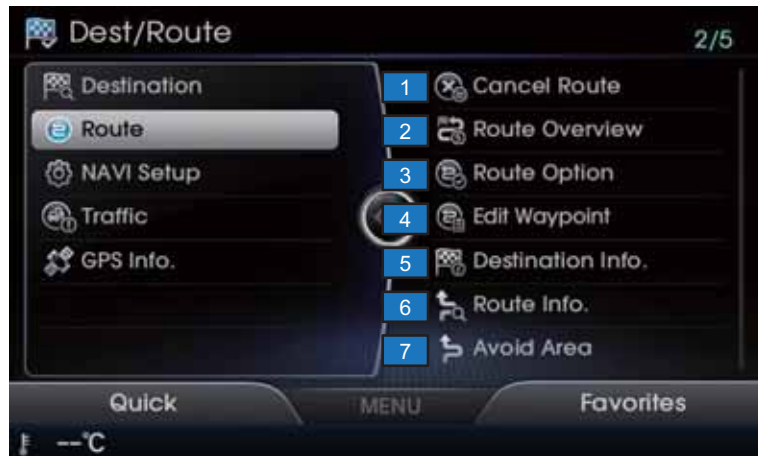 Dest/Route
2/5
Destination
Route
NAVI Setup
Traffic
GPS Info.
1 Cancel Route
2 Route Overview
3 Route Option
4 Edit Waypoint
5 Destination Info.
6 Route Info.
7 Avoid Area
Quick
MENU
Favorites
--°C